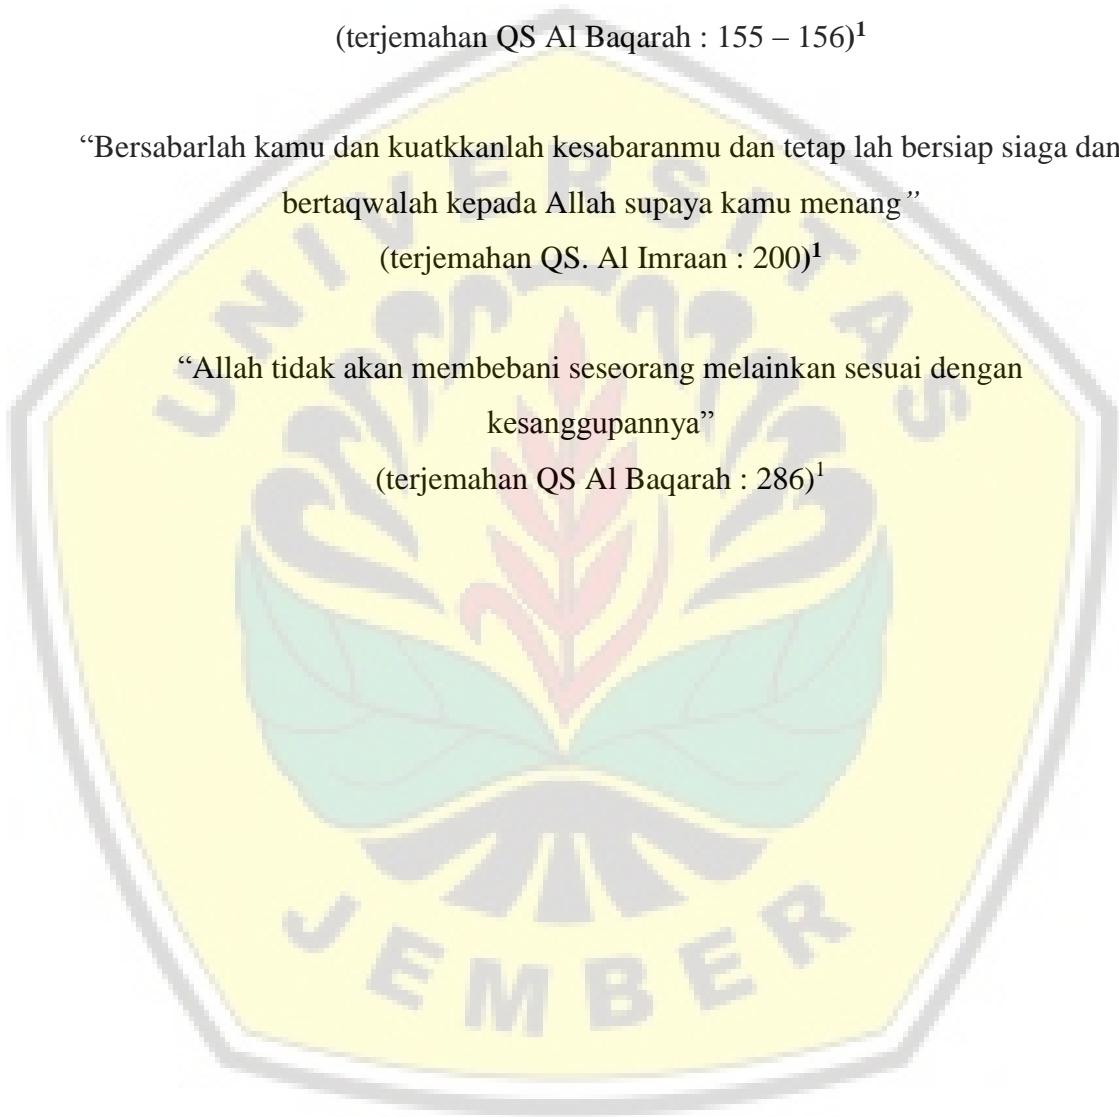 (terjemahan QS Al Baqarah : 155 – 156)¹
“Bersabarlah kamu dan kuatkkanlah kesabaranmu dan tetap lah bersiap siaga dan
bertaqwalah kepada Allah supaya kamu menang”
(terjemahan QS. Al Imraan : 200)¹
“Allah tidak akan membebani seseorang melainkan sesuai dengan
kesanggupannya”
(terjemahan QS Al Baqarah : 286)¹
UNIVERSITAS
JEMBER